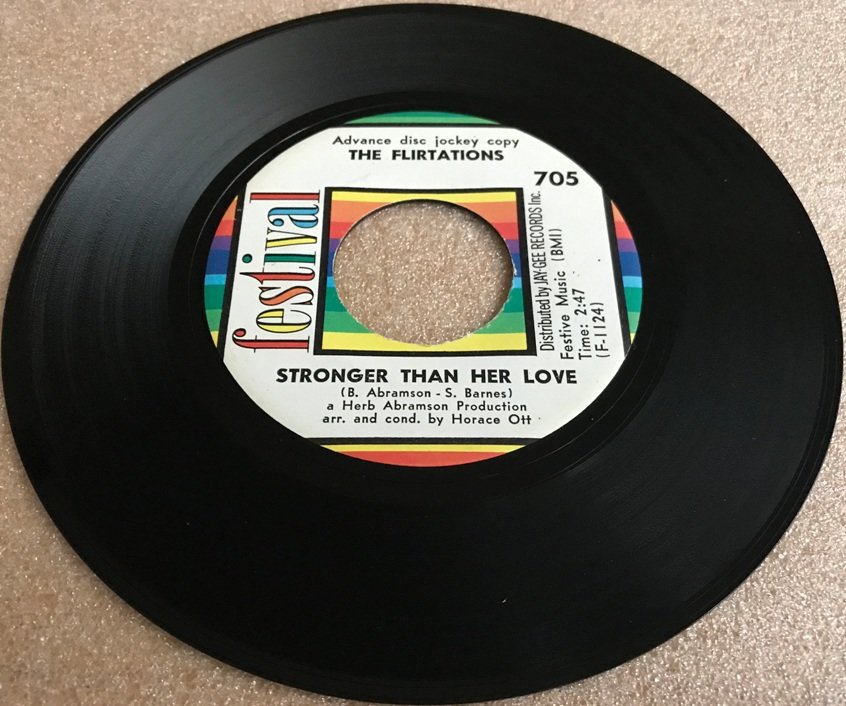 Advance disc jockey copy
THE FLIRTATIONS
705
festival
Distributed by JAY-GEE RECORDS Inc.
Festive Music (BMI)
Time: 2:47
(F-1124)
STRONGER THAN HER LOVE
(B. Abramson - S. Barnes)
a Herb Abramson Production
arr. and cond. by Horace Ott